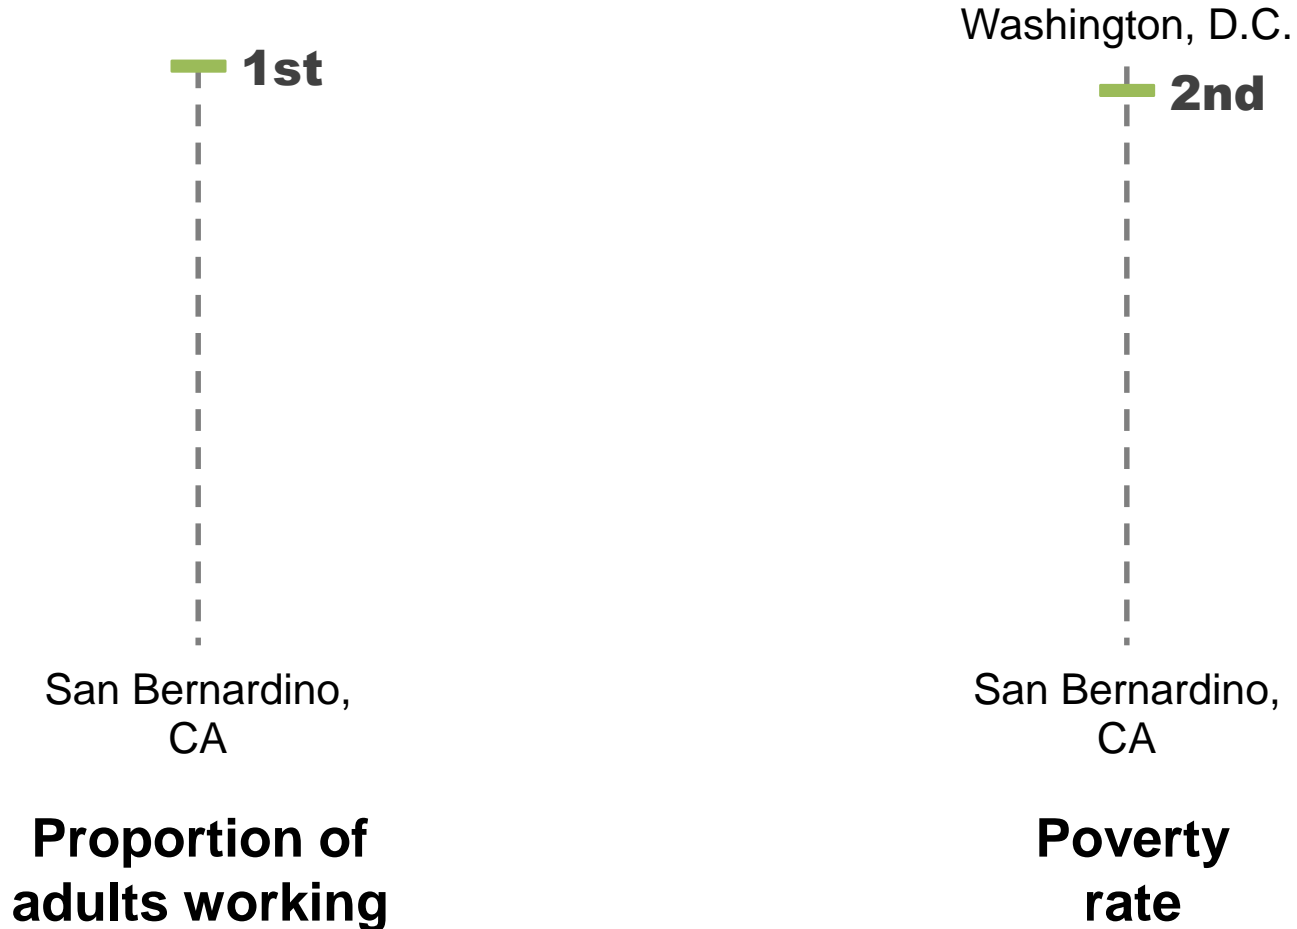 1st
San Bernardino,
CA
Proportion of
adults working
Washington, D.C.
2nd
San Bernardino,
CA
Poverty
rate